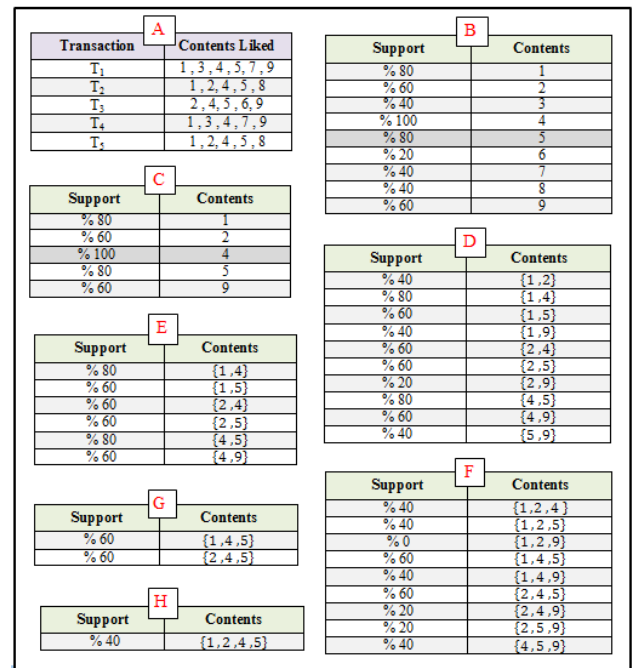 A
Transaction Contents Liked
T1 1 , 3 , 4 , 5 , 7 , 9
T2 1 , 2, 4 , 5 , 8
T3 2 , 4 , 5 , 6, 9
T4 1 , 3 , 4 , 7 , 9
T5 1 , 2 , 4 , 5 , 8
B
Support Contents
% 80 1
% 60 2
% 40 3
% 100 4
% 80 5
% 20 6
% 40 7
% 40 8
% 60 9
C
Support Contents
% 80 1
% 60 2
% 100 4
% 80 5
% 60 9
D
Support Contents
% 40 {1 ,2}
% 80 {1 ,4}
% 60 {1 ,5}
% 40 {1 ,9}
% 60 {2 ,4}
% 60 {2 ,5}
% 20 {2 ,9}
% 80 {4 ,5}
% 60 {4 ,9}
% 40 {5 ,9}
E
Support Contents
% 80 {1 ,4}
% 60 {1 ,5}
% 60 {2 ,4}
% 60 {2 ,5}
% 80 {4 ,5}
% 60 {4 ,9}
F
Support Contents
% 40 {1 ,2 ,4 }
% 40 {1 ,2 ,5}
% 0 {1 ,2 ,9}
% 60 {1 ,4 ,5}
% 40 {1 ,4 ,9}
% 60 {2 ,4 ,5}
% 20 {2 ,4 ,9}
% 20 {2 ,5 ,9}
% 40 {4 ,5 ,9}
G
Support Contents
% 60 {1 ,4 ,5}
% 60 {2 ,4 ,5}
H
Support Contents
% 40 {1 ,2 ,4 ,5}